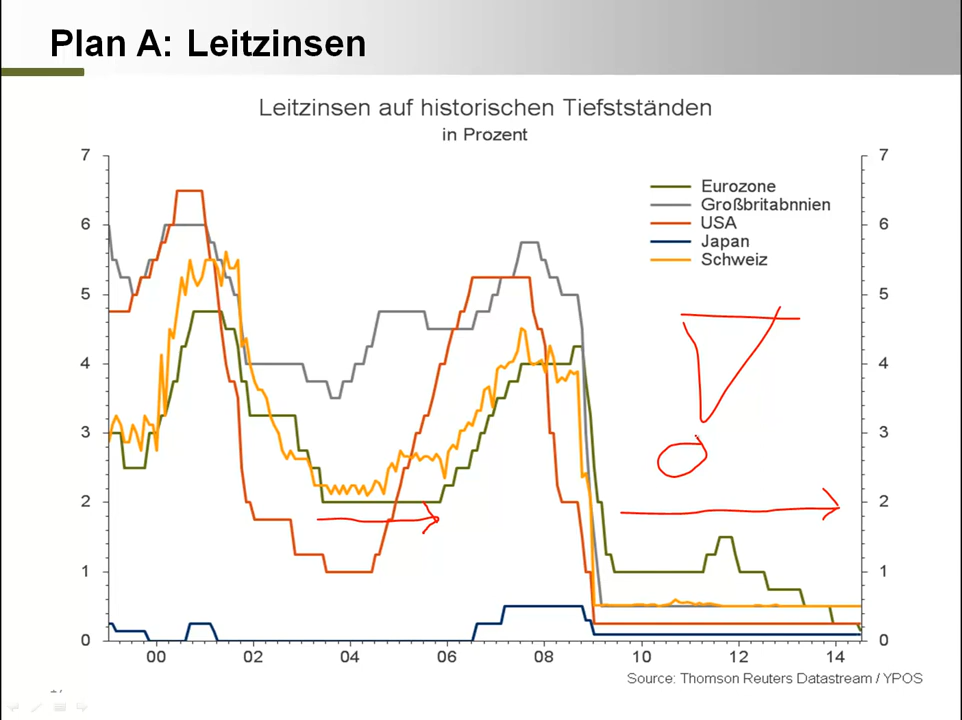 Plan A: Leitzinsen
Leitzinsen auf historischen Tiefstständen
in Prozent
7 7
6 6
5 5
4 4
3 3
2 2
1 1
0 0
Eurozone
Großbritabnnien
USA
Japan
Schweiz
00 02 04 06 08 10 12 14
Source: Thomson Reuters Datastream / YPOS